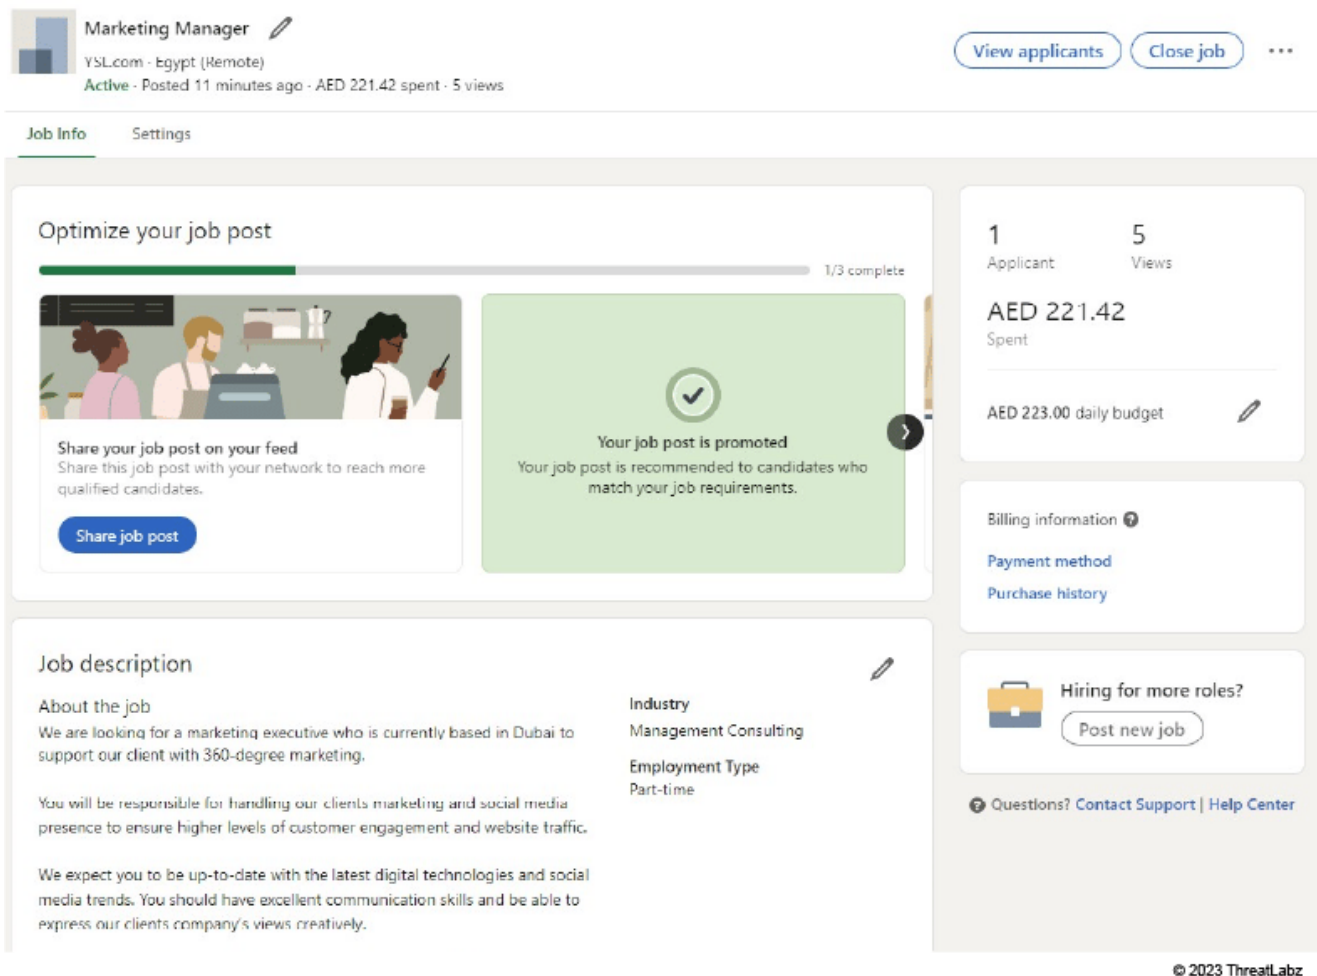 Marketing Manager
YSL.com · Egypt (Remote)
Active · Posted 11 minutes ago · AED 221.42 spent · 5 views
View applicants
Close job
Job Info
Settings
Optimize your job post
1/3 complete
Share your job post on your feed
Share this job post with your network to reach more
qualified candidates.
Share job post
Your job post is promoted
Your job post is recommended to candidates who
match your job requirements.
1
Applicant
5
Views
AED 221.42
Spent
AED 223.00 daily budget
Billing information
Payment method
Purchase history
Job description
About the job
We are looking for a marketing executive who is currently based in Dubai to
support our client with 360-degree marketing.
You will be responsible for handling our clients marketing and social media
presence to ensure higher levels of customer engagement and website traffic.
We expect you to be up-to-date with the latest digital technologies and social
media trends. You should have excellent communication skills and be able to
express our clients company's views creatively.
Industry
Management Consulting
Employment Type
Part-time
Hiring for more roles?
Post new job
Questions? Contact Support | Help Center
© 2023 ThreatLabz